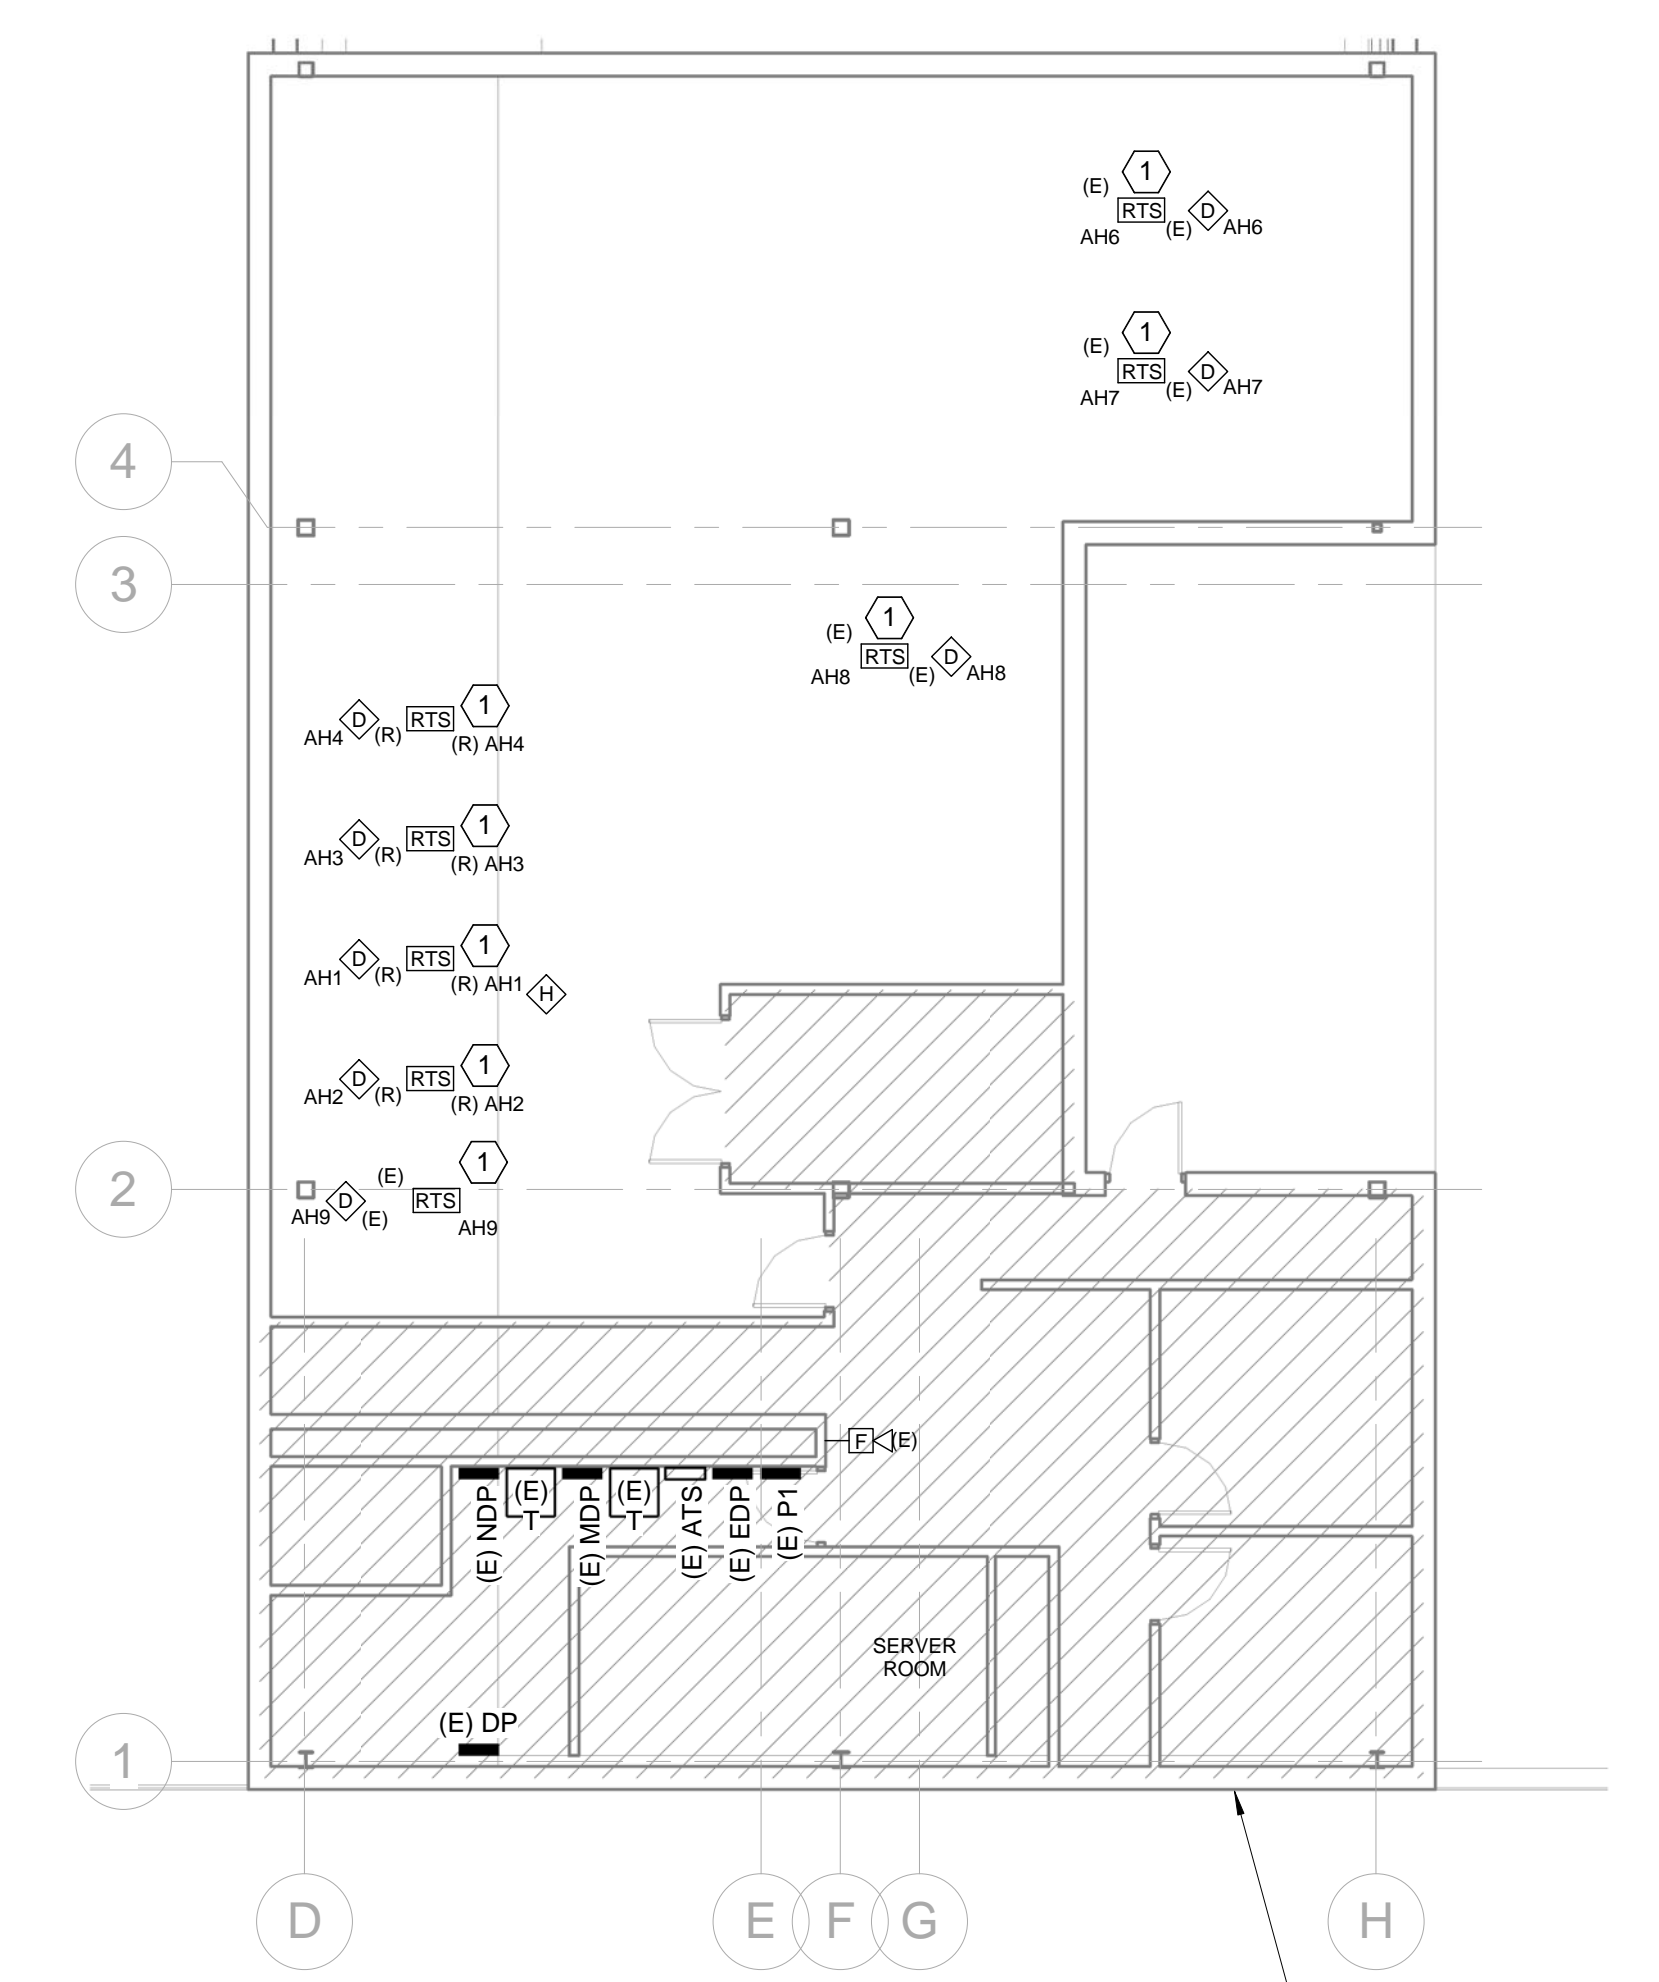 1
(E)
RTS
D
AH6
(E)
AH6
1
(E)
RTS
D
AH7
(E)
AH7
4
3
1
(E)
RTS
D
AH8
(E)
AH8
1
D
RTS
AH4
(R)
(R) AH4
1
D
RTS
AH3
(R)
(R) AH3
1
D
RTS
AH1
(R)
(R) AH1
H
1
D
RTS
AH2
(R)
(R) AH2
1
(E)
2
D
RTS
AH9
(E)
AH9
F
(E)
(E) NDP
(E)
T
(E) MDP
(E)
T
(E) ATS
(E) EDP
(E) P1
SERVER
ROOM
(E) DP
1
D
E
F
G
H